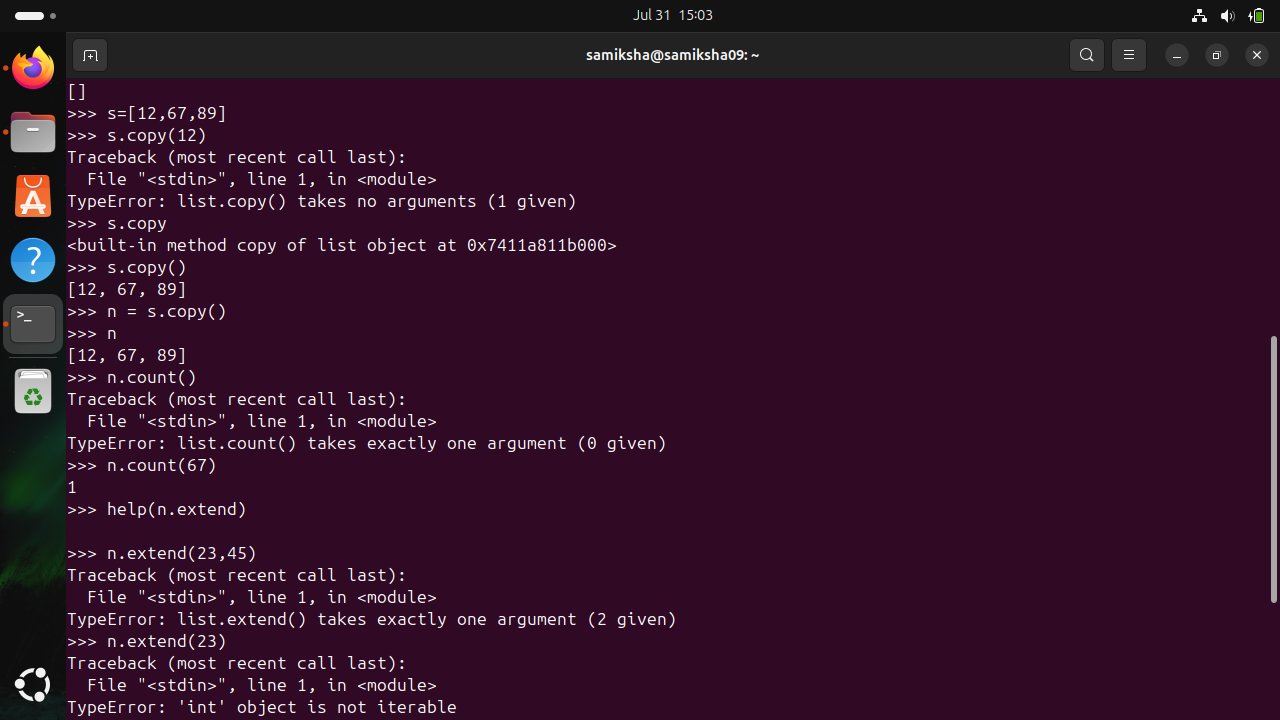 Jul 31 15:03
samiksha@samiksha09: ~
[]
>>> s=[12,67,89]
>>> s.copy(12)
Traceback (most recent call last):
  File "<stdin>", line 1, in <module>
TypeError: list.copy() takes no arguments (1 given)
>>> s.copy
<built-in method copy of list object at 0x7411a811b000>
>>> s.copy()
[12, 67, 89]
>>> n = s.copy()
>>> n
[12, 67, 89]
>>> n.count()
Traceback (most recent call last):
  File "<stdin>", line 1, in <module>
TypeError: list.count() takes exactly one argument (0 given)
>>> n.count(67)
1
>>> help(n.extend)

>>> n.extend(23,45)
Traceback (most recent call last):
  File "<stdin>", line 1, in <module>
TypeError: list.extend() takes exactly one argument (2 given)
>>> n.extend(23)
Traceback (most recent call last):
  File "<stdin>", line 1, in <module>
TypeError: 'int' object is not iterable